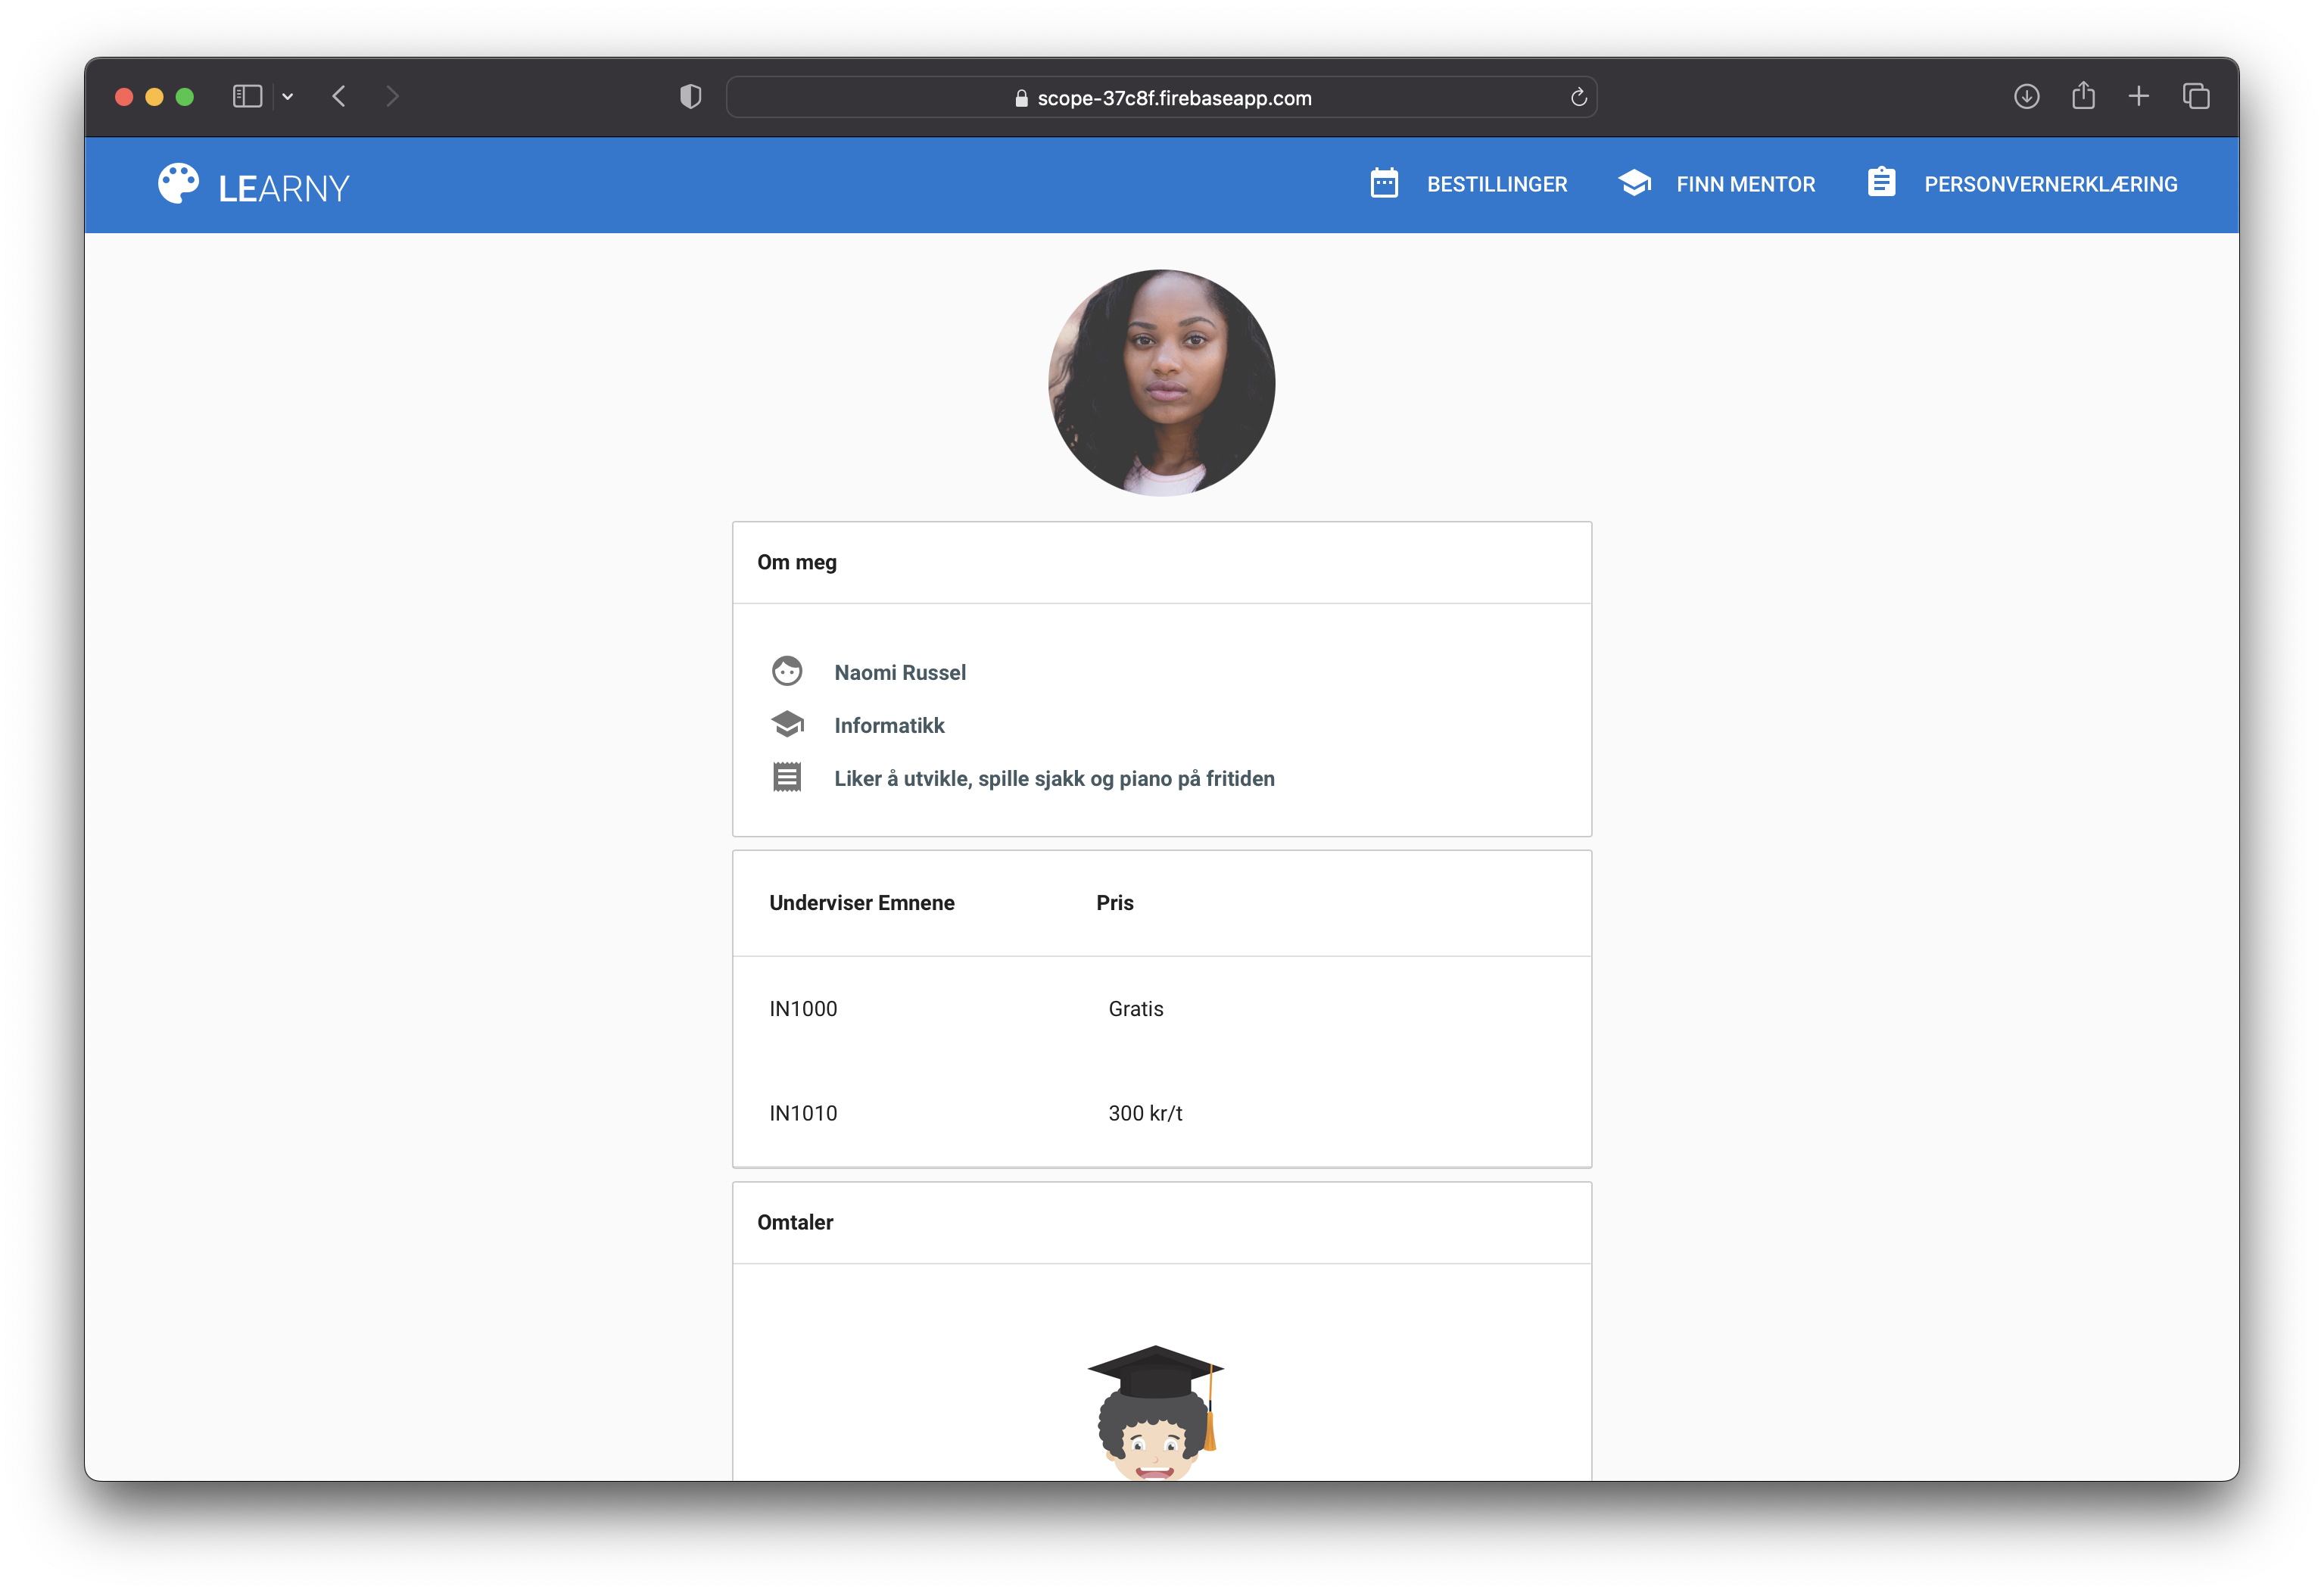 scope-37c8f.firebaseapp.com
LEARNY
BESTILLINGER
FINN MENTOR
PERSONVERNERKLÆRING
Om meg
Naomi Russel
Informatikk
Liker å utvikle, spille sjakk og piano på fritiden
Underviser Emnene Pris
IN1000 Gratis
IN1010 300 kr/t
Omtaler